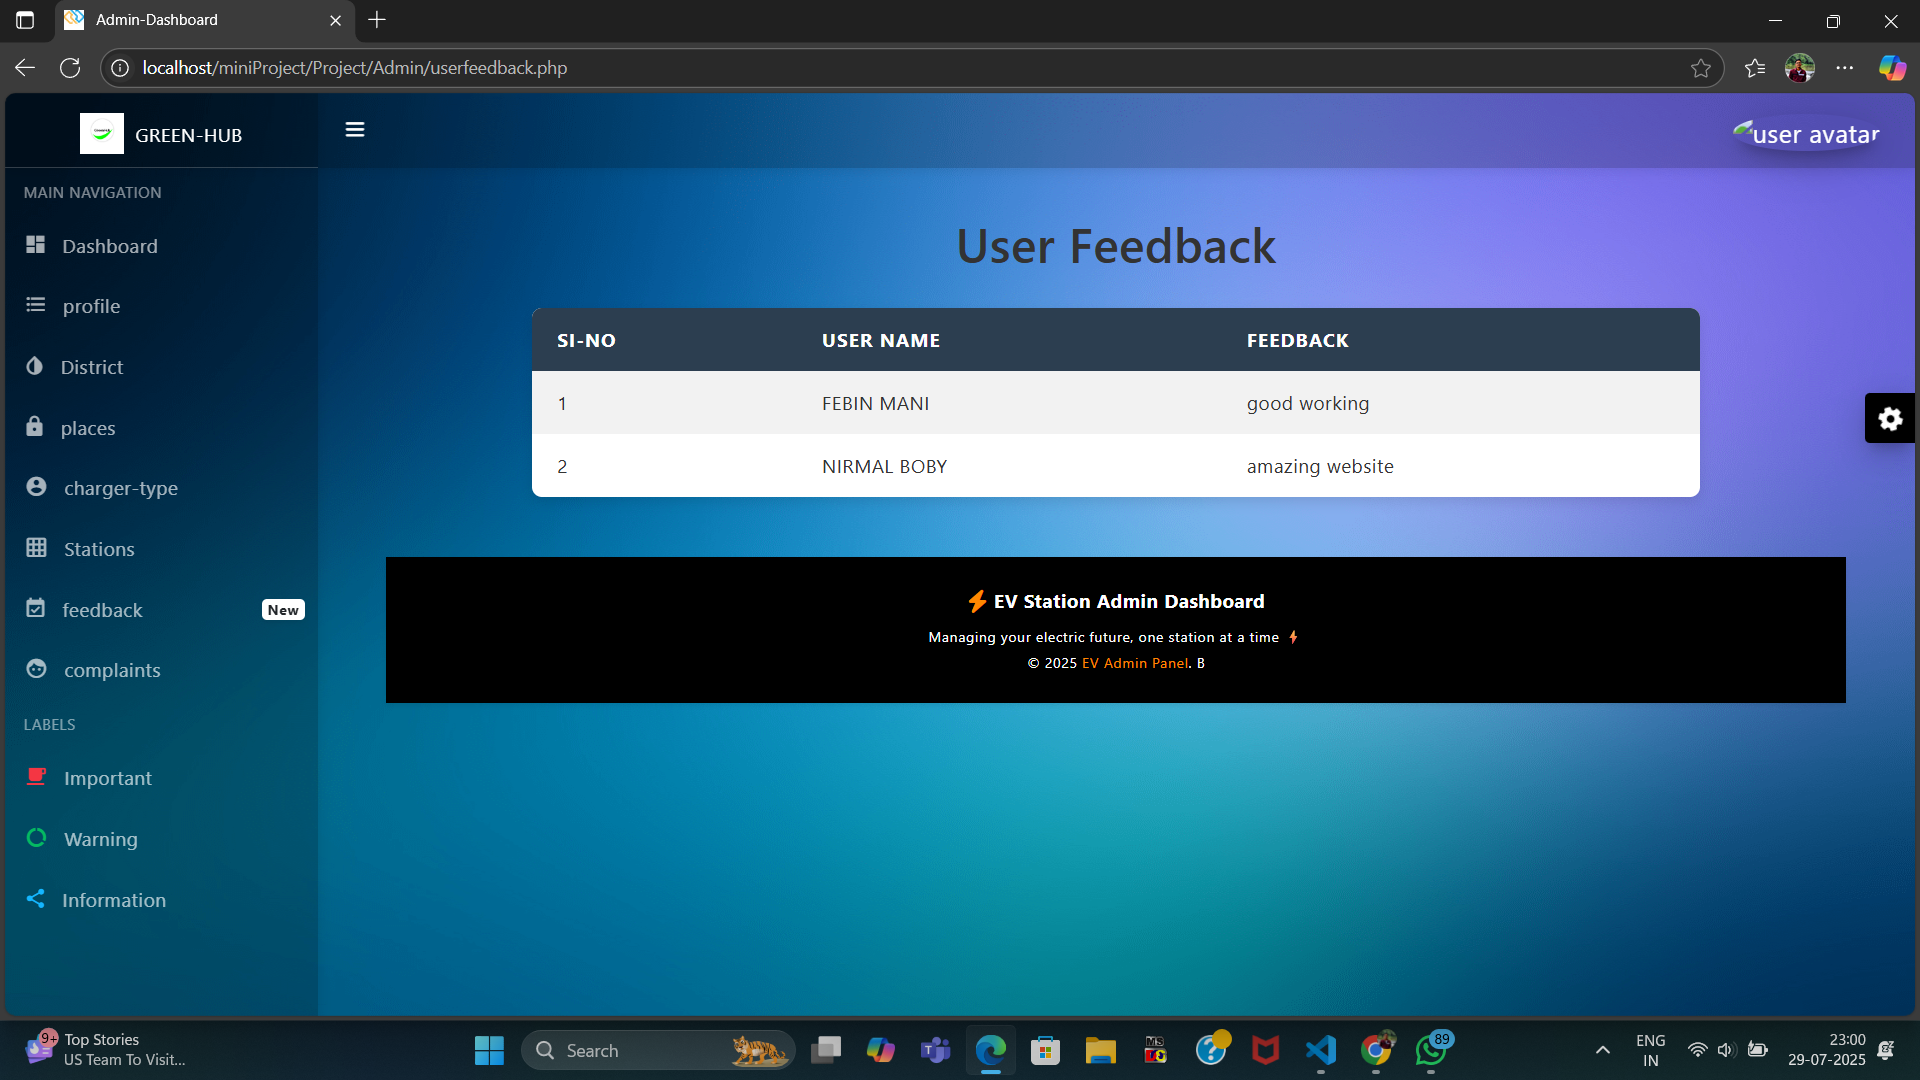 Admin-Dashboard
localhost/miniProject/Project/Admin/userfeedback.php
GREEN-HUB
user avatar
MAIN NAVIGATION
Dashboard
profile
District
places
charger-type
Stations
feedback New
complaints
LABELS
Important
Warning
Information
User Feedback
SI-NO USER NAME FEEDBACK
1 FEBIN MANI good working
2 NIRMAL BOBY amazing website
EV Station Admin Dashboard
Managing your electric future, one station at a time
© 2025 EV Admin Panel. B
9+ Top Stories
US Team To Visit...
Search
MS
89
ENG
IN
23:00
29-07-2025